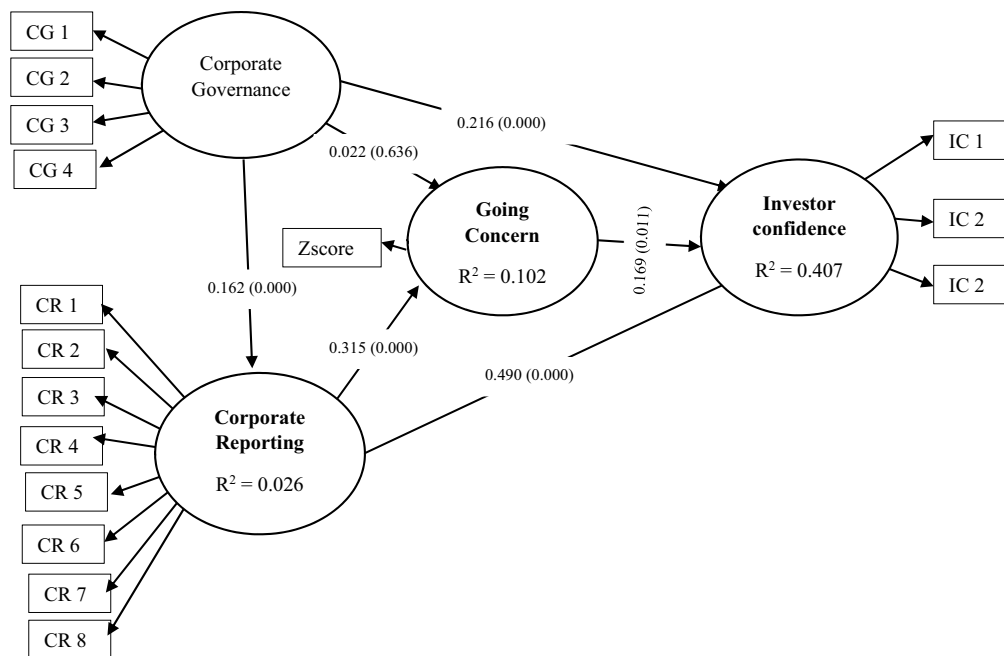 CG 1
CG 2
CG 3
CG 4
Corporate
Governance
0.216 (0.000)
0.022 (0.636)
IC 1
IC 2
IC 2
Investor
confidence
R² = 0.407
Going
Concern
R² = 0.102
Zscore
0.169 (0.011)
0.162 (0.000)
0.315 (0.000)
0.490 (0.000)
CR 1
CR 2
CR 3
CR 4
CR 5
CR 6
CR 7
CR 8
Corporate
Reporting
R² = 0.026